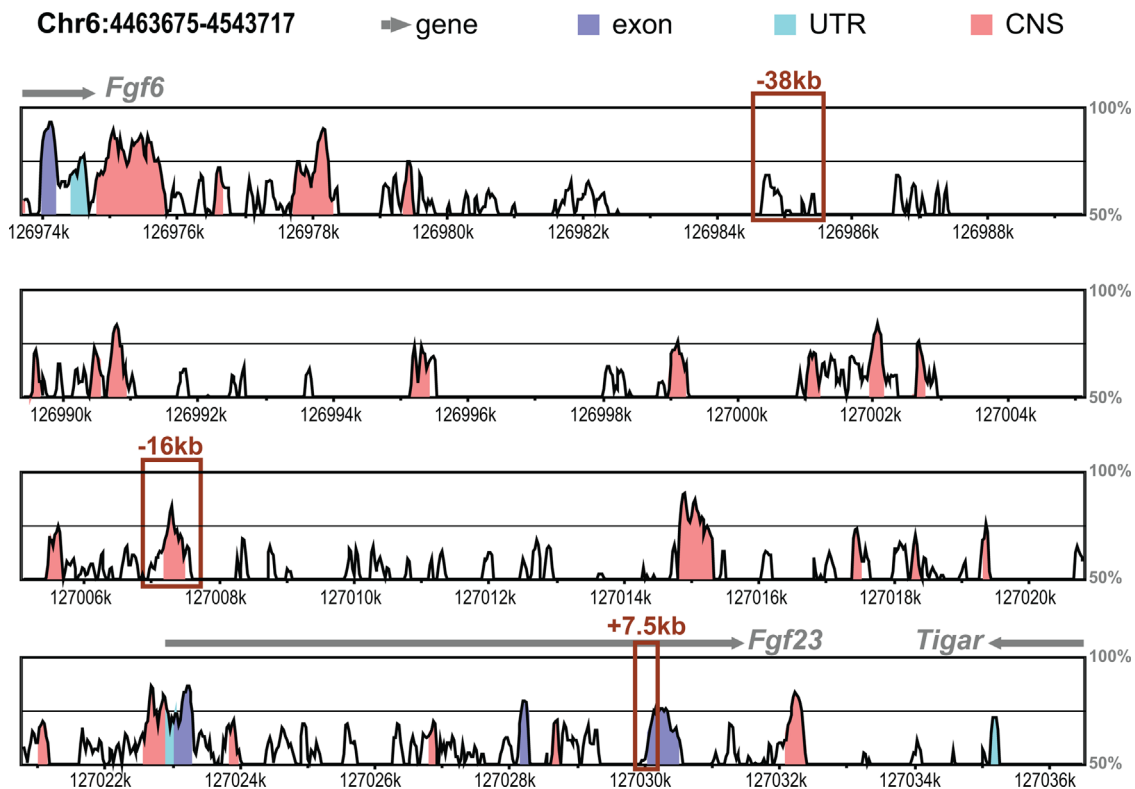 Chr6:4463675-4543717 gene exon UTR CNS
Fgf6 -38kb
100%
50%
126974k 126976k 126978k 126980k 126982k 126984k 126986k 126988k
100%
50%
126990k 126992k 126994k 126996k 126998k 127000k 127002k 127004k
-16kb
100%
50%
127006k 127008k 127010k 127012k 127014k 127016k 127018k 127020k
+7.5kb Fgf23 Tigar
100%
50%
127022k 127024k 127026k 127028k 127030k 127032k 127034k 127036k